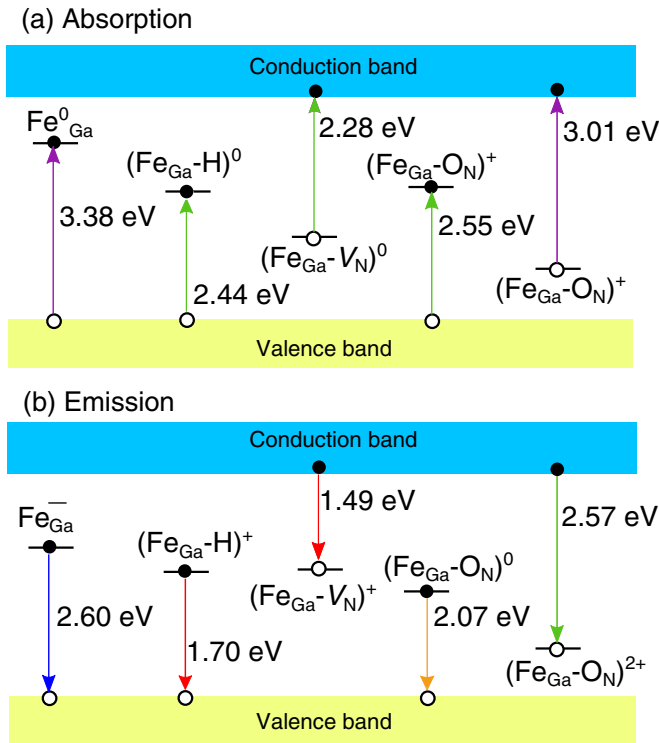 (a) Absorption
Conduction band
Fe⁰Ga
(FeGa-H)⁰
2.28 eV
(FeGa-ON)⁺
3.01 eV
3.38 eV
2.44 eV
(FeGa-VN)⁰
2.55 eV
(FeGa-ON)⁺
Valence band
(b) Emission
Conduction band
Fe⁻Ga
(FeGa-H)⁺
1.49 eV
(FeGa-ON)⁰
2.57 eV
2.60 eV
1.70 eV
(FeGa-VN)⁺
2.07 eV
(FeGa-ON)²⁺
Valence band